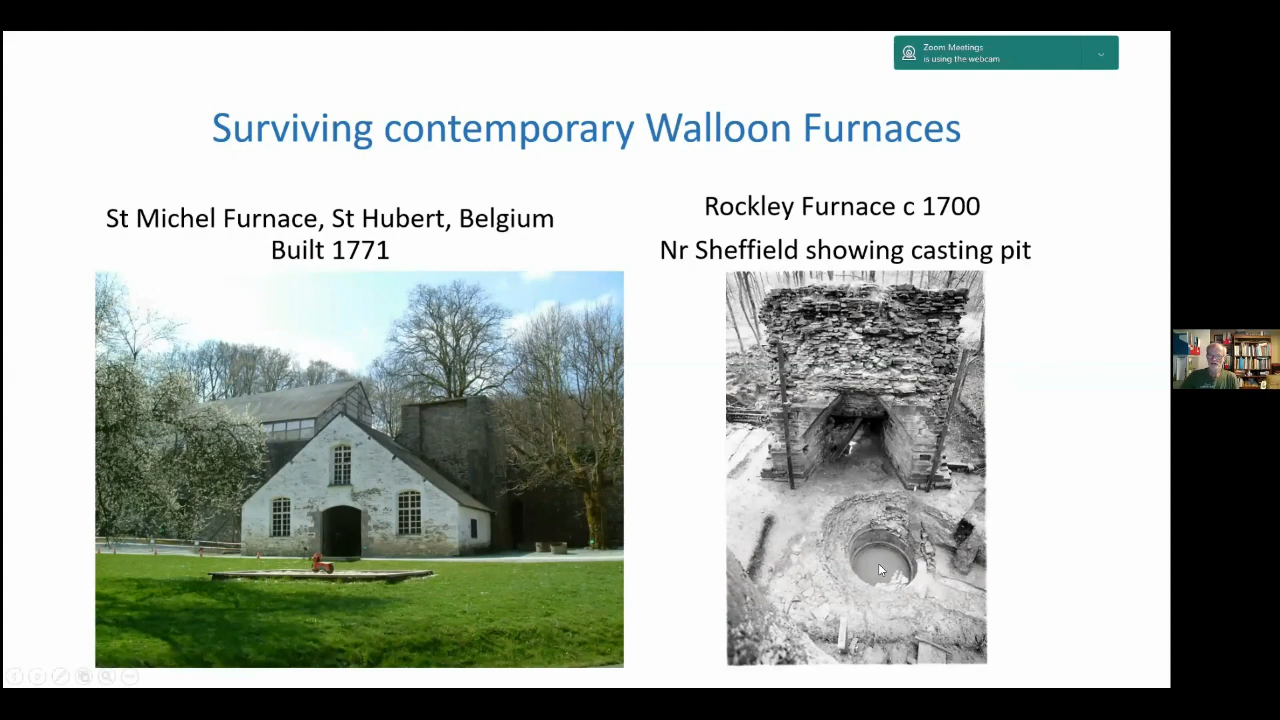 Zoom Meetings
is using the webcam
Surviving contemporary Walloon Furnaces
St Michel Furnace, St Hubert, Belgium
Built 1771
Rockley Furnace c 1700
Nr Sheffield showing casting pit